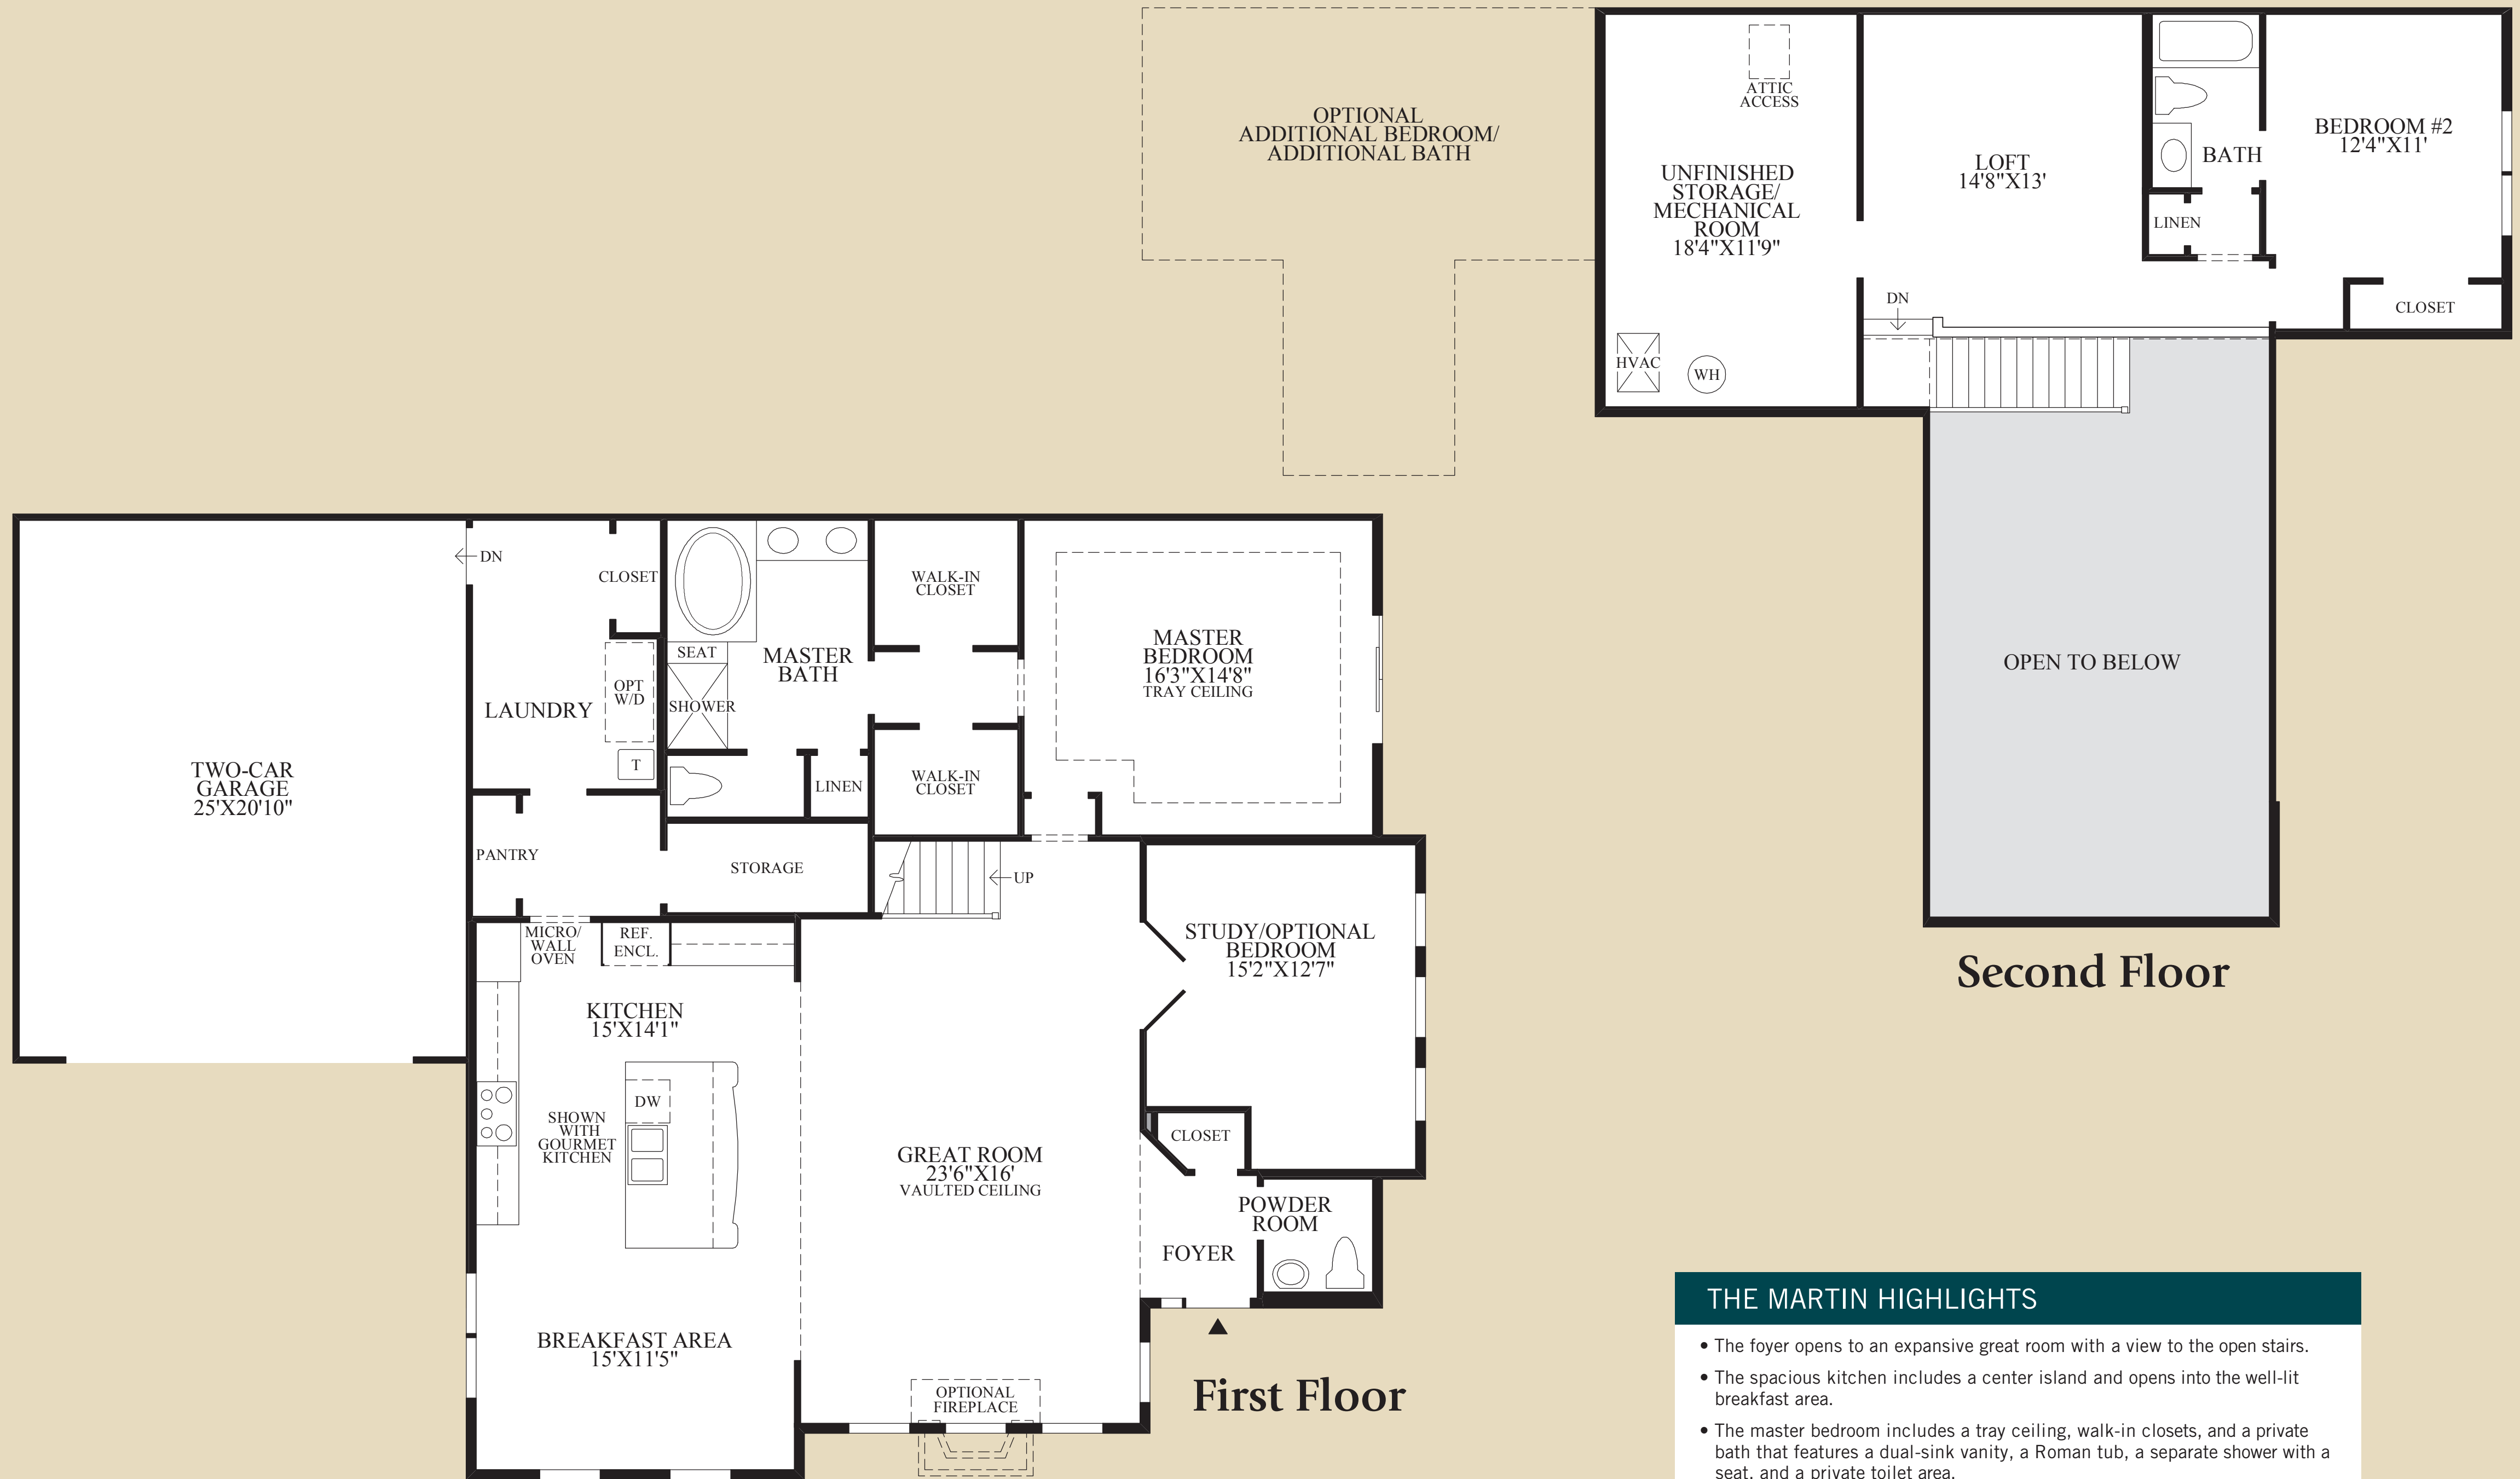 OPTIONAL
ADDITIONAL BEDROOM/
ADDITIONAL BATH
ATTIC
ACCESS
UNFINISHED
STORAGE/
MECHANICAL
ROOM
18'4"X11'9"
HVAC
WH
LOFT
14'8"X13'
DN
BATH
LINEN
BEDROOM #2
12'4"X11'
CLOSET
OPEN TO BELOW
Second Floor
TWO-CAR
GARAGE
25'X20'10"
DN
CLOSET
LAUNDRY
OPT
W/D
T
PANTRY
SEAT
SHOWER
MASTER
BATH
LINEN
STORAGE
WALK-IN
CLOSET
WALK-IN
CLOSET
MASTER
BEDROOM
16'3"X14'8"
TRAY CEILING
UP
STUDY/OPTIONAL
BEDROOM
15'2"X12'7"
MICRO/
WALL
OVEN
REF.
ENCL.
KITCHEN
15'X14'1"
SHOWN
WITH
GOURMET
KITCHEN
DW
GREAT ROOM
23'6"X16'
VAULTED CEILING
CLOSET
POWDER
ROOM
FOYER
BREAKFAST AREA
15'X11'5"
OPTIONAL
FIREPLACE
First Floor
THE MARTIN HIGHLIGHTS
• The foyer opens to an expansive great room with a view to the open stairs.
• The spacious kitchen includes a center island and opens into the well-lit
breakfast area.
• The master bedroom includes a tray ceiling, walk-in closets, and a private
bath that features a dual-sink vanity, a Roman tub, a separate shower with a
seat, and a private toilet area.